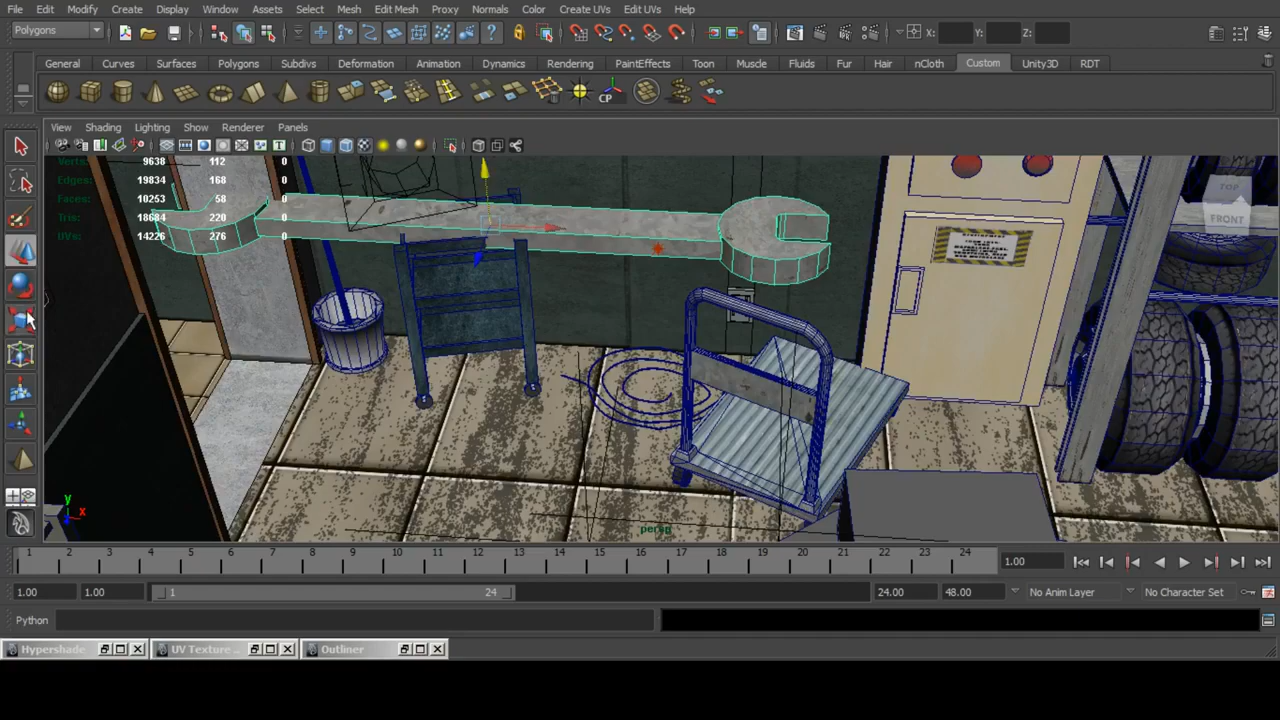 File Edit Modify Create Display Window Assets Select Mesh Edit Mesh Proxy Normals Color Create UVs Edit UVs Help
Polygons X: Y: Z:
General Curves Surfaces Polygons Subdivs Deformation Animation Dynamics Rendering PaintEffects Toon Muscle Fluids Fur Hair nCloth Custom Unity3D RDT
CP
View Shading Lighting Show Renderer Panels
Verts: 9638 112 0
Edges: 19834 168 0
Faces: 10253 58 0
Tris: 18684 220 0
UVs: 14226 276 0
TOP
FRONT
y
x
persp
1 2 3 4 5 6 7 8 9 10 11 12 13 14 15 16 17 18 19 20 21 22 23 24 1.00
1.00 1.00 1 24 24.00 48.00 No Anim Layer No Character Set
Python
Hypershade UV Texture ... Outliner